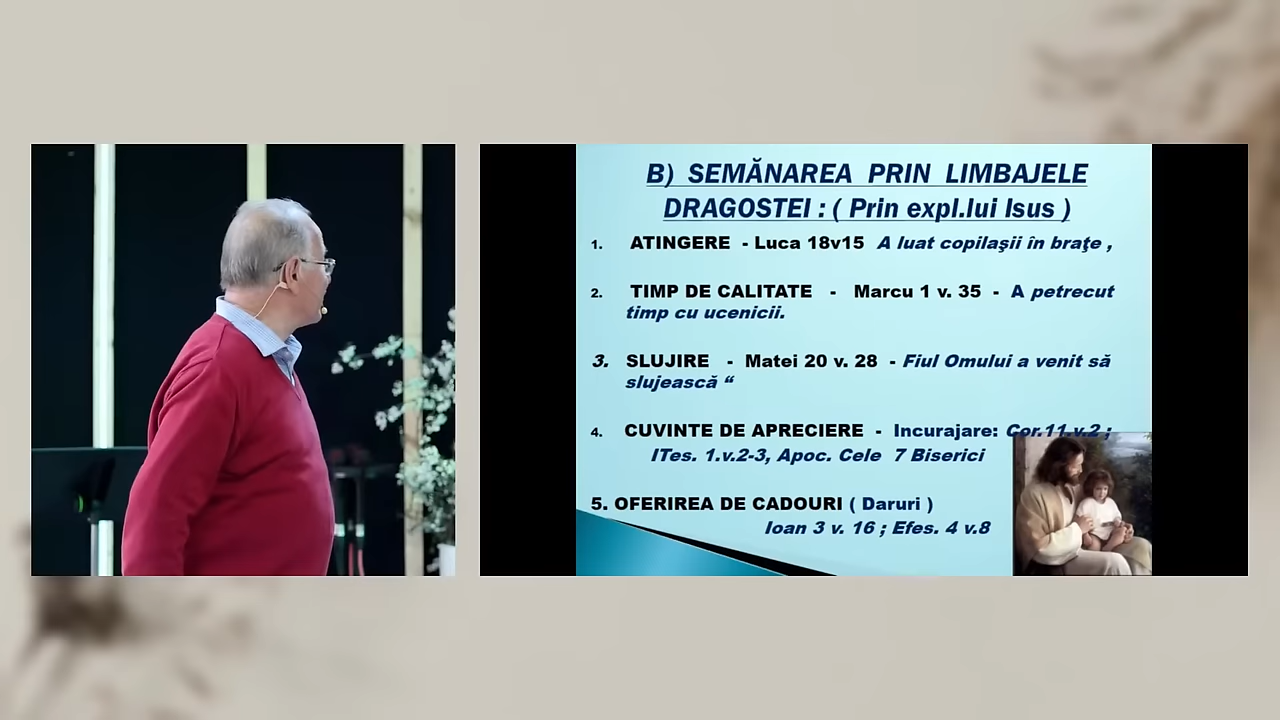 B) SEMĂNAREA PRIN LIMBAJELE
DRAGOSTEI : ( Prin expl.lui Isus )
1. ATINGERE - Luca 18v15 A luat copilaşii în braţe ,
2. TIMP DE CALITATE - Marcu 1 v. 35 - A petrecut
timp cu ucenicii.
3. SLUJIRE - Matei 20 v. 28 - Fiul Omului a venit să
slujească “
4. CUVINTE DE APRECIERE - Incurajare: Cor.11.v.2 ;
ITes. 1.v.2-3, Apoc. Cele 7 Biserici
5. OFERIREA DE CADOURI ( Daruri )
Ioan 3 v. 16 ; Efes. 4 v.8